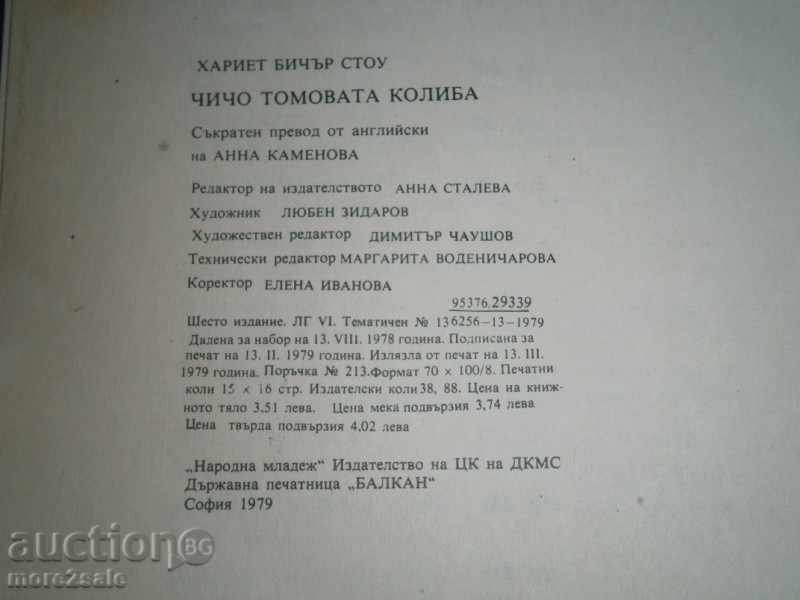 ХАРИЕТ БИЧЪР СТОУ
ЧИЧО ТОМОВАТА КОЛИБА
Съкратен превод от английски
на АННА КАМЕНОВА
Редактор на издателството АННА СТАЛЕВА
Художник ЛЮБЕН ЗИДАРОВ
Художествен редактор ДИМИТЪР ЧАУШОВ
Технически редактор МАРГАРИТА ВОДЕНИЧАРОВА
Коректор ЕЛЕНА ИВАНОВА
95376.29339
Шесто издание. ЛГ VI. Тематичен № 136256–13–1979
Дадена за набор на 13. VIII. 1978 година. Подписана за
печат на 13. II. 1979 година. Излязла от печат на 13. III.
1979 година. Поръчка № 213. Формат 70 × 100/8. Печатни
коли 15 × 16 стр. Издателски коли 38, 88. Цена на книж-
ното тяло 3,51 лева. Цена мека подвързия 3,74 лева
Цена твърда подвързия 4,02 лева
„Народна младеж“ Издателство на ЦК на ДКМС
Държавна печатница „БАЛКАН“
София 1979
auction BG
more2sale